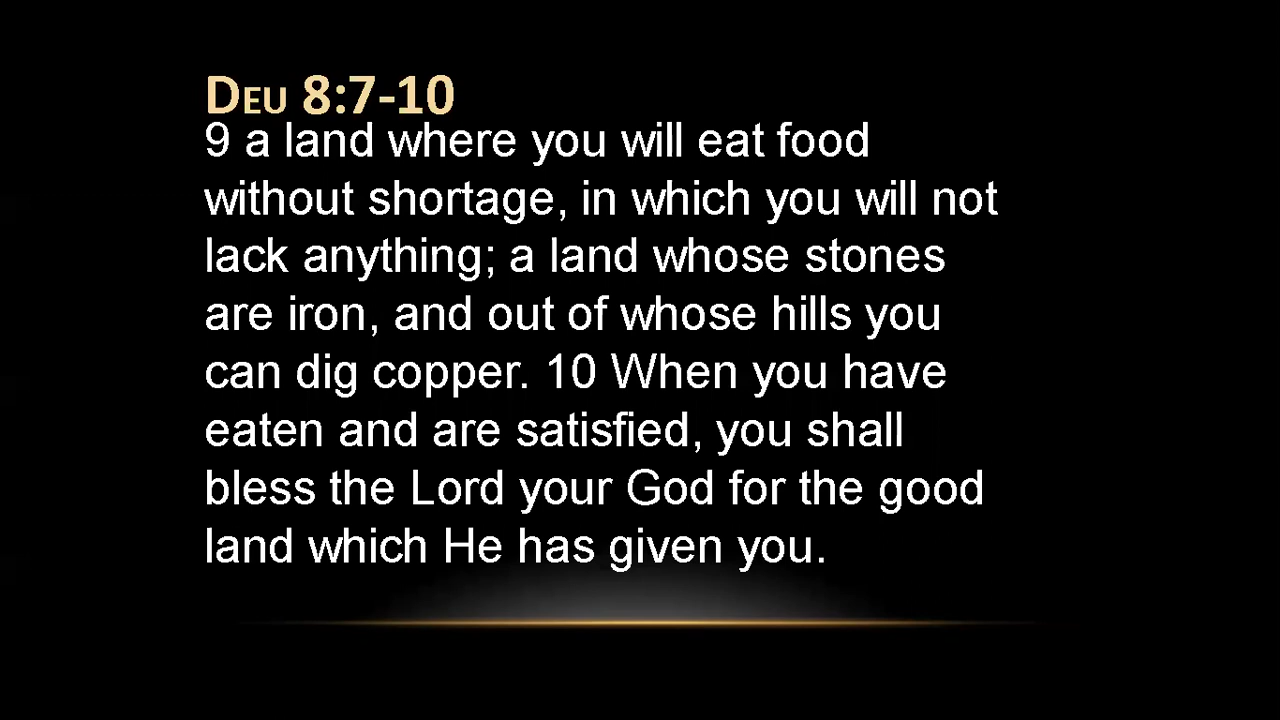 DEU 8:7-10
9 a land where you will eat food
without shortage, in which you will not
lack anything; a land whose stones
are iron, and out of whose hills you
can dig copper. 10 When you have
eaten and are satisfied, you shall
bless the Lord your God for the good
land which He has given you.